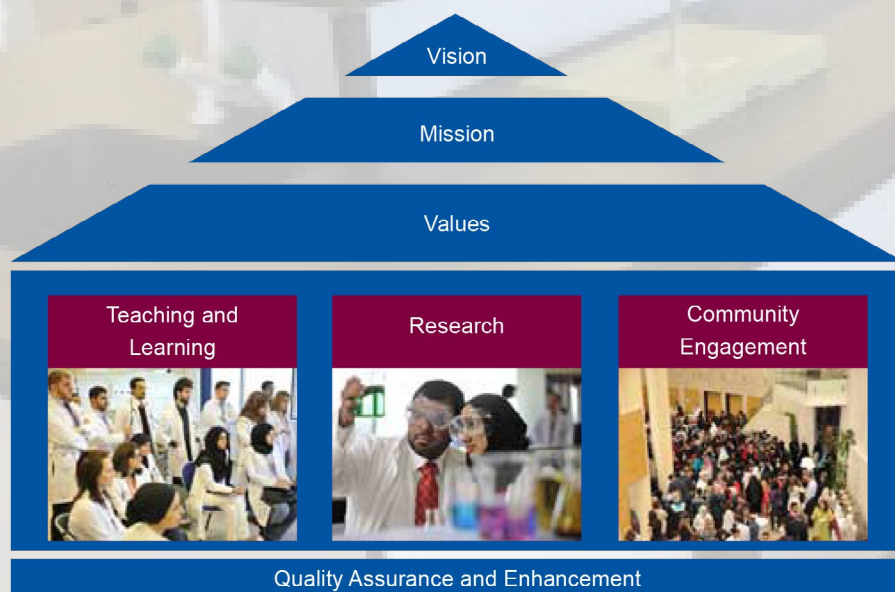 Vision
Mission
Values
Teaching and
Learning
Research
Community
Engagement
Quality Assurance and Enhancement